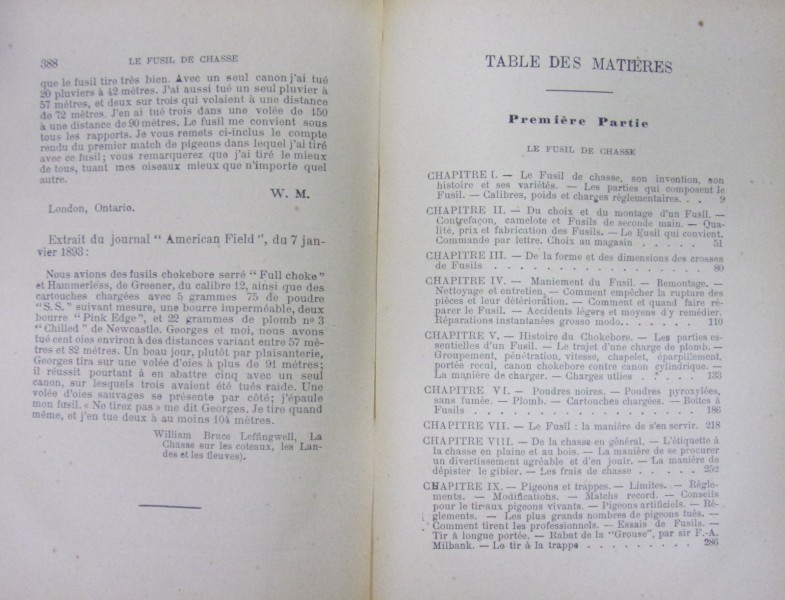 388 LE FUSIL DE CHASSE
que le fusil tire très bien. Avec un seul canon j'ai tué
20 pluviers à 42 mètres. J'ai aussi tué un seul pluvier à
57 mètres, et deux sur trois qui volaient à une distance
de 72 mètres. J'en ai tué trois dans une volée de 150
à une distance de 90 mètres. Le fusil me convient sous
tous les rapports. Je vous remets ci-inclus le compte
rendu du premier match de pigeons dans lequel j'ai tiré
avec ce fusil ; vous remarquerez que j'ai tiré le mieux
de tous, tuant mes oiseaux mieux que n'importe quel
autre.
W. M.
London, Ontario.
Extrait du journal " American Field ", du 7 jan-
vier 1893 :
Nous avions des fusils chokebore serré " Full choke "
et Hammerless, de Greener, du calibre 12, ainsi que des
cartouches chargées avec 5 grammes 75 de poudre
" S.S. " suivant mesure, une bourre imperméable, deux
bourre " Pink Edge ", et 22 grammes de plomb nº 3
" Chilled " de Newcastle. Georges et moi, nous avons
tué cent oies environ à des distances variant entre 57 mè-
tres et 82 mètres. Un beau jour, plutôt par plaisanterie,
Georges tira sur une volée d'oies à plus de 91 mètres ;
il réussit pourtant à en abattre cinq avec un seul
canon, sur lesquels trois avaient été tués raide. Une
volée d'oies sauvages se présente par côté ; j'épaule
mon fusil. « Ne tirez pas » me dit Georges. Je tire quand
même, et j'en tue deux à au moins 104 mètres.
William Bruce Leffingwell, La
Chasse sur les coteaux, les Lan-
des et les fleuves).
TABLE DES MATIÈRES
Première Partie
LE FUSIL DE CHASSE
CHAPITRE I. — Le Fusil de chasse, son invention, son
histoire et ses variétés. — Les parties qui composent le
Fusil. — Calibres, poids et charges règlementaires. . . 9
CHAPITRE II. — Du choix et du montage d'un Fusil. —
Contrefaçon, camelote et Fusils de seconde main. — Qua-
lité, prix et fabrication des Fusils. — Le Fusil qui convient.
Commande par lettre. Choix au magasin . . . . . 51
CHAPITRE III. — De la forme et des dimensions des crosses
de Fusils . . . . . . . . . . . . . 80
CHAPITRE IV. — Maniement du Fusil. — Remontage. —
Nettoyage et entretien. — Comment empêcher la rupture des
pièces et leur détérioration. — Comment et quand faire ré-
parer le Fusil. — Accidents légers et moyens d'y remédier.
Réparations instantanées grosso modo. . . . . . . 110
CHAPITRE V. — Histoire du Chokebore. — Les parties es-
sentielles d'un Fusil. — Le trajet d'une charge de plomb. —
Groupement, pénétration, vitesse, chapelet, éparpillement,
portée recul, canon chokebore contre canon cylindrique. —
La manière de charger. — Charges utlies . . . . . 133
CHAPITRE VI. — Poudres noires. — Poudres pyroxylées,
sans fumée. — Plomb. — Cartouches chargées. — Boîtes à
Fusils . . . . . . . . . . . . . . 186
CHAPITRE VII. — Le Fusil : la manière de s'en servir. 218
CHAPITRE VIII. — De la chasse en général. — L'étiquette à
la chasse en plaine et au bois. — La manière de se procurer
un divertissement agréable et d'en jouir. — La manière de
dépister le gibier. — Les frais de chasse . . . . . 252
CHAPITRE IX. — Pigeons et trappes. — Limites. — Règle-
ments. — Modifications. — Matchs record. — Conseils
pour le tir aux pigeons vivants. — Pigeons artificiels. — Rè-
glements. — Les plus grands nombres de pigeons tués. —
Comment tirent les professionnels. — Essais de Fusils. —
Tir à longue portée. — Rabat de la "Grouse", par sir F.-A.
Milbank. — Le tir à la trappe . . . . . . . . . 286